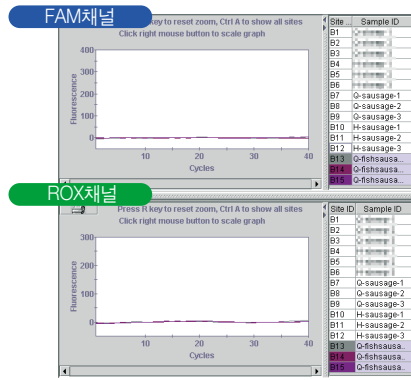 FAM채널
key to reset zoom, Ctrl A to show all sites
Click right mouse button to scale graph
Fluorescence
400
300
200
100
0
10 20 30 40
Cycles
Site ... Sample ID
B1
B2
B3
B4
B5
B6
B7 Q-sausage-1
B8 Q-sausage-2
B9 Q-sausage-3
B10 H-sausage-1
B11 H-sausage-2
B12 H-sausage-3
B13 Q-fishsausa...
B14 Q-fishsausa...
B15 Q-fishsausa...
ROX채널
Press R key to reset zoom, Ctrl A to show all sites
Click right mouse button to scale graph
Fluorescence
300
200
100
0
10 20 30 40
Cycles
Site ID Sample ID
B1
B2
B3
B4
B5
B6
B7 Q-sausage-1
B8 Q-sausage-2
B9 Q-sausage-3
B10 H-sausage-1
B11 H-sausage-2
B12 H-sausage-3
B13 Q-fishsausa...
B14 Q-fishsausa...
B15 Q-fishsausa...